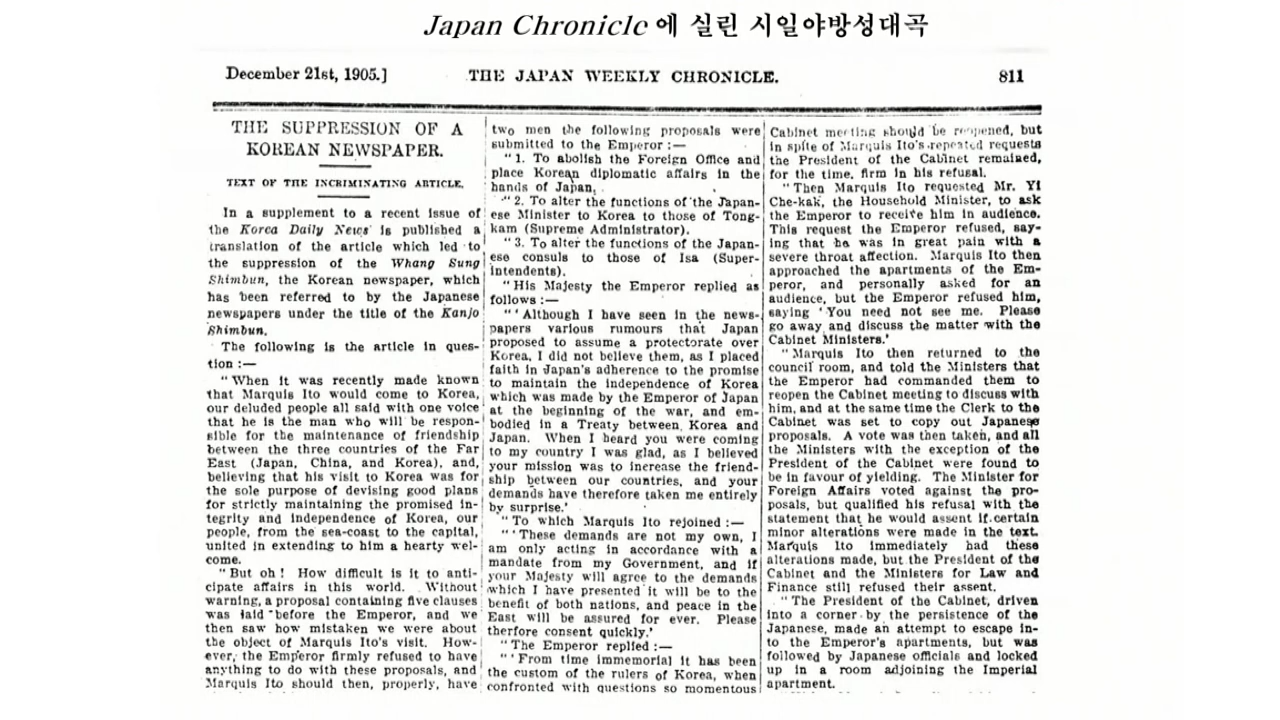 Japan Chronicle 에 실린 시일야방성대곡
December 21st, 1905.] THE JAPAN WEEKLY CHRONICLE. 811
THE SUPPRESSION OF A
KOREAN NEWSPAPER.
TEXT OF THE INCRIMINATING ARTICLE.
In a supplement to a recent issue of
the Korea Daily News is published a
translation of the article which led to
the suppression of the Whang Sung
Shimbun, the Korean newspaper, which
has been referred to by the Japanese
newspapers under the title of the Kanjo
Shimbun.
The following is the article in ques-
tion :—
"When it was recently made known
that Marquis Ito would come to Korea,
our deluded people all said with one voice
that he is the man who will be respon-
sible for the maintenance of friendship
between the three countries of the Far
East (Japan, China, and Korea), and,
believing that his visit to Korea was for
the sole purpose of devising good plans
for strictly maintaining the promised in-
tegrity and independence of Korea, our
people, from the sea-coast to the capital,
united in extending to him a hearty wel-
come.
"But oh! How difficult is it to anti-
cipate affairs in this world. Without
warning, a proposal containing five clauses
was laid before the Emperor, and we
then saw how mistaken we were about
the object of Marquis Ito's visit. How-
ever, the Emperor firmly refused to have
anything to do with these proposals, and
Marquis Ito should then, properly, have
two men the following proposals were
submitted to the Emperor :—
"1. To abolish the Foreign Office and
place Korean diplomatic affairs in the
hands of Japan.
"2. To alter the functions of the Japan-
ese Minister to Korea to those of Tong-
kam (Supreme Administrator).
"3. To alter the functions of the Japan-
ese consuls to those of Isa (Super-
intendents).
"His Majesty the Emperor replied as
follows :—
"'Although I have seen in the news-
papers various rumours that Japan
proposed to assume a protectorate over
Korea, I did not believe them, as I placed
faith in Japan's adherence to the promise
to maintain the independence of Korea
which was made by the Emperor of Japan
at the beginning of the war, and em-
bodied in a Treaty between Korea and
Japan. When I heard you were coming
to my country I was glad, as I believed
your mission was to increase the friend-
ship between our countries, and your
demands have therefore taken me entirely
by surprise.'
"To which Marquis Ito rejoined :—
"'These demands are not my own, I
am only acting in accordance with a
mandate from my Government, and if
your Majesty will agree to the demands
which I have presented it will be to the
benefit of both nations, and peace in the
East will be assured for ever. Please
therfore consent quickly.'
"The Emperor replied :—
"'From time immemorial it has been
the custom of the rulers of Korea, when
confronted with questions so momentous
Cabinet meeting should be reopened, but
in spite of Marquis Ito's repeated requests
the President of the Cabinet remained,
for the time, firm in his refusal.
"Then Marquis Ito requested Mr. Yi
Che-kak, the Household Minister, to ask
the Emperor to receive him in audience.
This request the Emperor refused, say-
ing that he was in great pain with a
severe throat affection. Marquis Ito then
approached the apartments of the Em-
peror, and personally asked for an
audience, but the Emperor refused him,
saying 'You need not see me. Please
go away and discuss the matter with the
Cabinet Ministers.'
"Marquis Ito then returned to the
council room, and told the Ministers that
the Emperor had commanded them to
reopen the Cabinet meeting to discuss with
him, and at the same time the Clerk to the
Cabinet was set to copy out Japanese
proposals. A vote was then taken, and all
the Ministers with the exception of the
President of the Cabinet were found to
be in favour of yielding. The Minister for
Foreign Affairs voted against the pro-
posals, but qualified his refusal with the
statement that he would assent if certain
minor alterations were made in the text.
Marquis Ito immediately had these
alterations made, but the President of the
Cabinet and the Ministers for Law and
Finance still refused their assent.
"The President of the Cabinet, driven
into a corner by the persistence of the
Japanese, made an attempt to escape in-
to the Emperor's apartments, but was
followed by Japanese officials and locked
up in a room adjoining the Imperial
apartment.